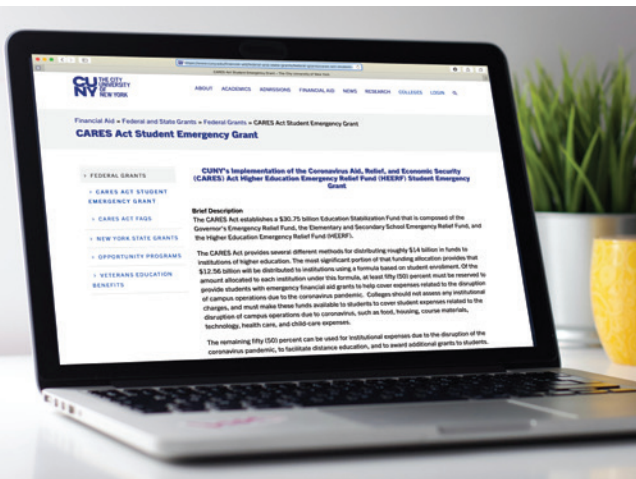 CARES Act Student Emergency Grant – The City University of New York
CU THE CITY
UNIVERSITY
NY OF
NEW YORK
ABOUT ACADEMICS ADMISSIONS FINANCIAL AID NEWS RESEARCH COLLEGES LOGIN
Financial Aid » Federal and State Grants » Federal Grants » CARES Act Student Emergency Grant
CARES Act Student Emergency Grant
FEDERAL GRANTS
CARES ACT STUDENT
EMERGENCY GRANT
CARES ACT FAQS
NEW YORK STATE GRANTS
OPPORTUNITY PROGRAMS
VETERANS EDUCATION
BENEFITS
CUNY's Implementation of the Coronavirus Aid, Relief, and Economic Security
(CARES) Act Higher Education Emergency Relief Fund (HEERF) Student Emergency
Grant
Brief Description
The CARES Act establishes a $30.75 billion Education Stabilization Fund that is composed of the
Governor's Emergency Relief Fund, the Elementary and Secondary School Emergency Relief Fund, and
the Higher Education Emergency Relief Fund (HEERF).
The CARES Act provides several different methods for distributing roughly $14 billion in funds to
institutions of higher education. The most significant portion of that funding allocation provides that
$12.56 billion will be distributed to institutions using a formula based on student enrollment. Of the
amount allocated to each institution under this formula, at least fifty (50) percent must be reserved to
provide students with emergency financial aid grants to help cover expenses related to the disruption
of campus operations due to the coronavirus pandemic. Colleges should not assess any institutional
charges, and must make these funds available to students to cover student expenses related to the
disruption of campus operations due to coronavirus, such as food, housing, course materials,
technology, health care, and child-care expenses.
The remaining fifty (50) percent can be used for institutional expenses due to the disruption of the
coronavirus pandemic, to facilitate distance education, and to award additional grants to students.